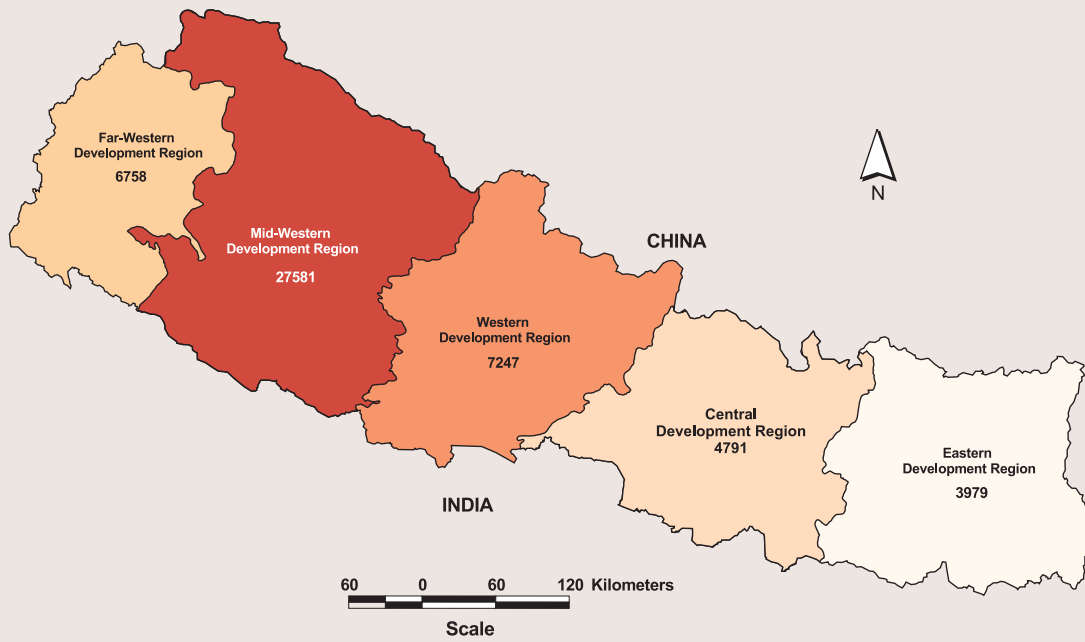 Far-Western
Development Region
6758
Mid-Western
Development Region
27581
CHINA
N
Western
Development Region
7247
Central
Development Region
4791
Eastern
Development Region
3979
INDIA
60 0 60 120 Kilometers
Scale